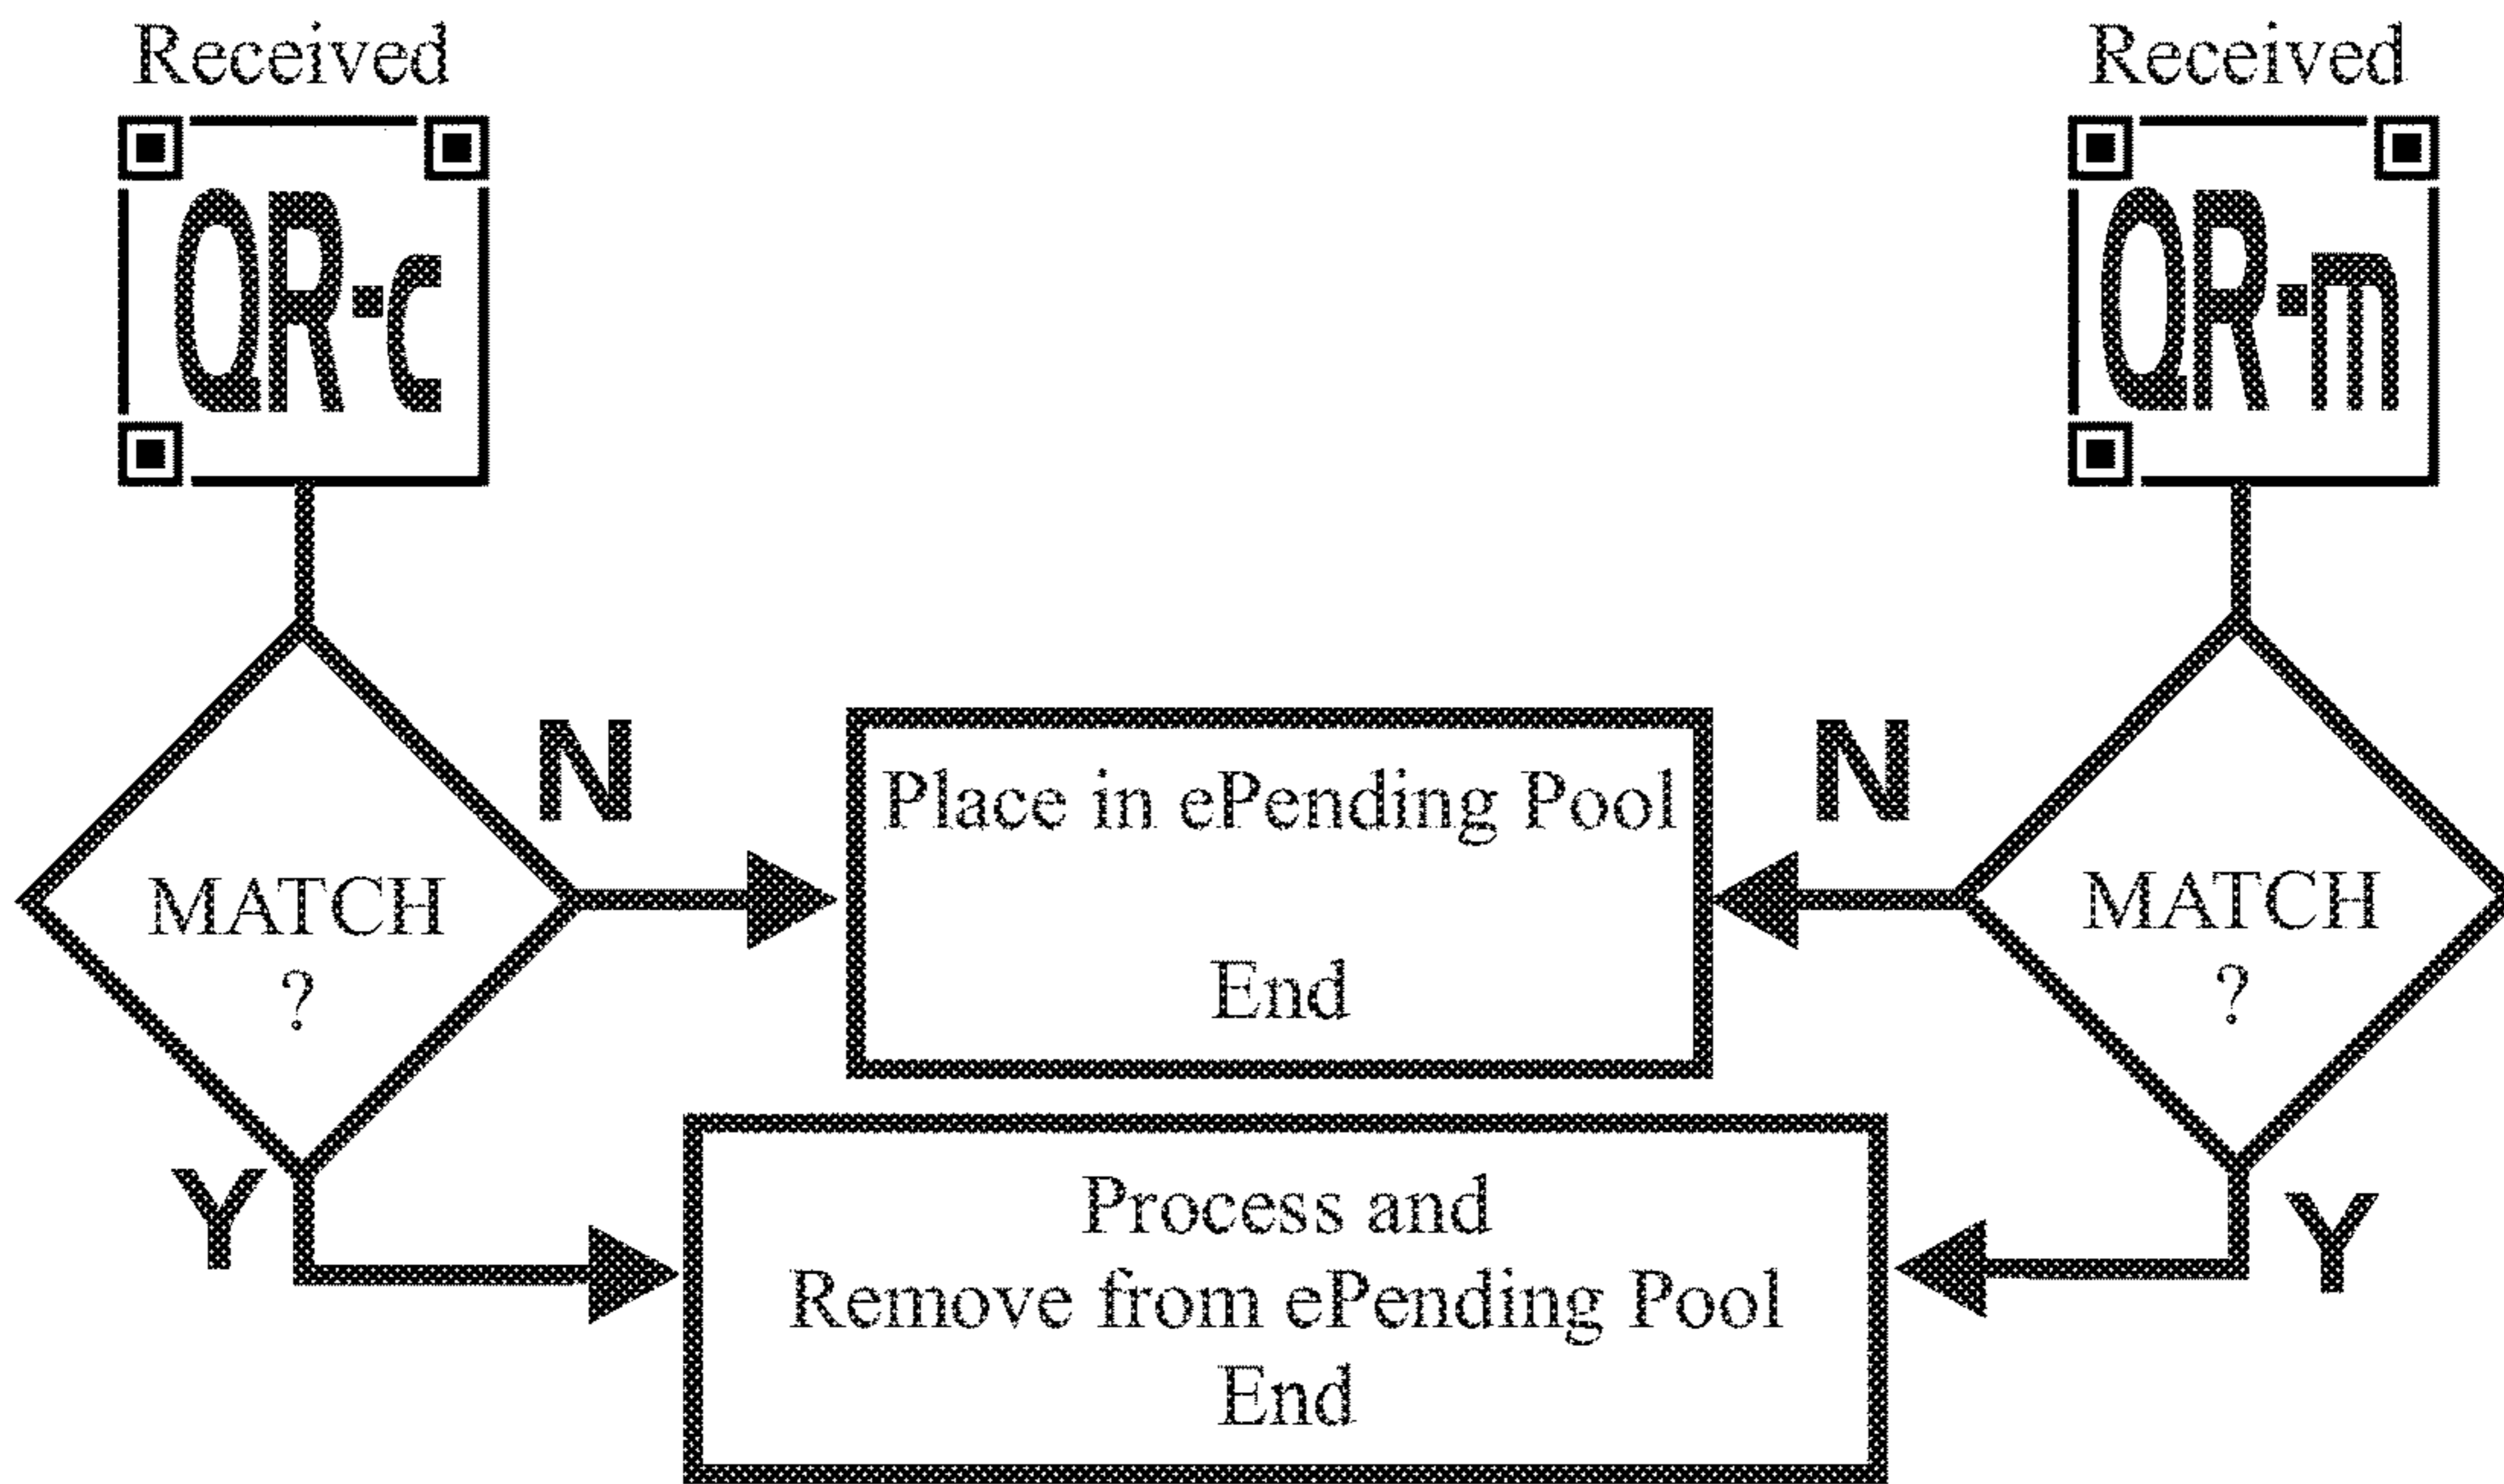 Received
Received
QR-c
QR-m
N
N
Place in ePending Pool
End
MATCH
?
MATCH
?
Y
Y
Process and
Remove from ePending Pool
End